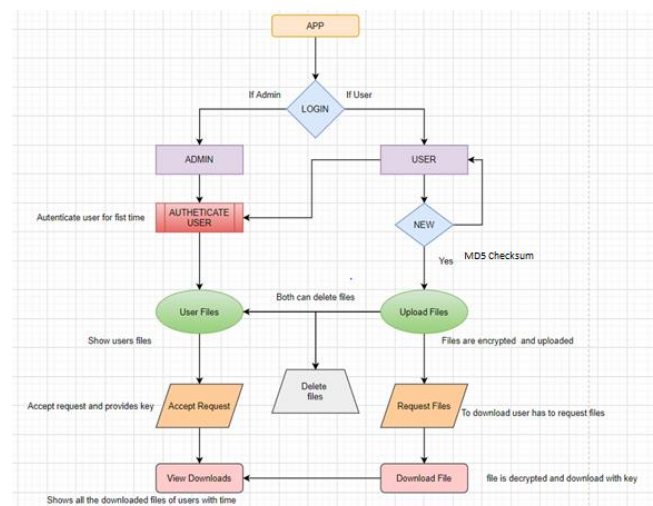 APP
If Admin
If User
LOGIN
ADMIN
USER
Autenticate user for fist time
AUTHETICATE
USER
NEW
Yes
MD5 Checksum
Both can delete files
User Files
Upload Files
Show users files
Files are encrypted and uploaded
Delete
files
Accept request and provides key
Accept Request
Request Files
To download user has to request files
View Downloads
Download File
file is decrypted and download with key
Shows all the downloaded files of users with time